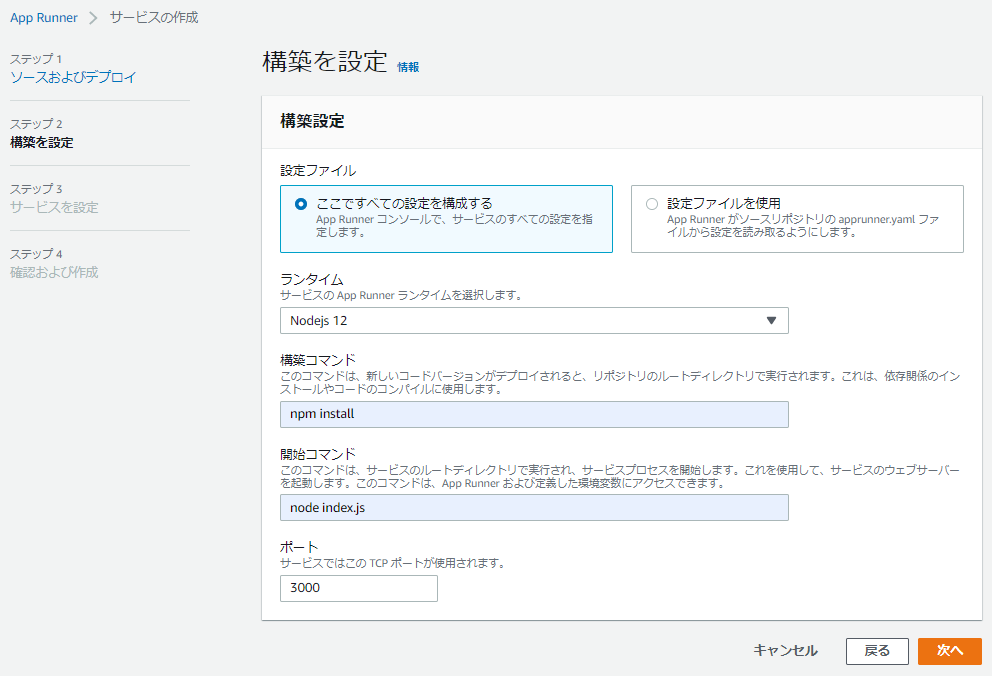 App Runner > サービスの作成
ステップ 1
ソースおよびデプロイ
ステップ 2
構築を設定
ステップ 3
サービスを設定
ステップ 4
確認および作成
構築を設定 情報
構築設定
設定ファイル
ここですべての設定を構成する
App Runner コンソールで、サービスのすべての設定を指
定します。
設定ファイルを使用
App Runner がソースリポジトリの apprunner.yaml ファ
イルから設定を読み取るようにします。
ランタイム
サービスの App Runner ランタイムを選択します。
Nodejs 12
構築コマンド
このコマンドは、新しいコードバージョンがデプロイされると、リポジトリのルートディレクトリで実行されます。これは、依存関係のイン
ストールやコードのコンパイルに使用します。
npm install
開始コマンド
このコマンドは、サービスのルートディレクトリで実行され、サービスプロセスを開始します。これを使用して、サービスのウェブサーバー
を起動します。このコマンドは、App Runner および定義した環境変数にアクセスできます。
node index.js
ポート
サービスではこの TCP ポートが使用されます。
3000
キャンセル 戻る 次へ